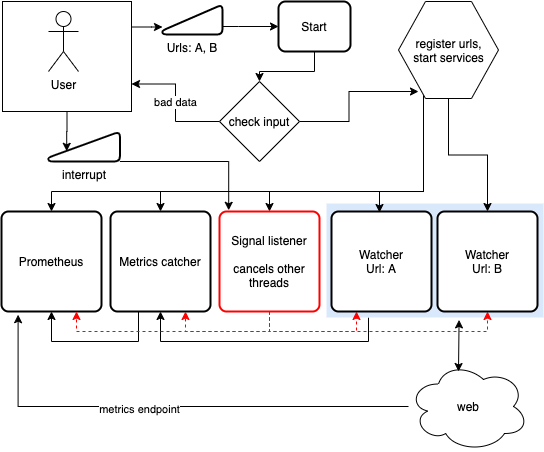 Start
register urls,
start services
Urls: A, B
User
bad data
check input
interrupt
Prometheus
Metrics catcher
Signal listener
cancels other
threads
Watcher
Url: A
Watcher
Url: B
metrics endpoint
web